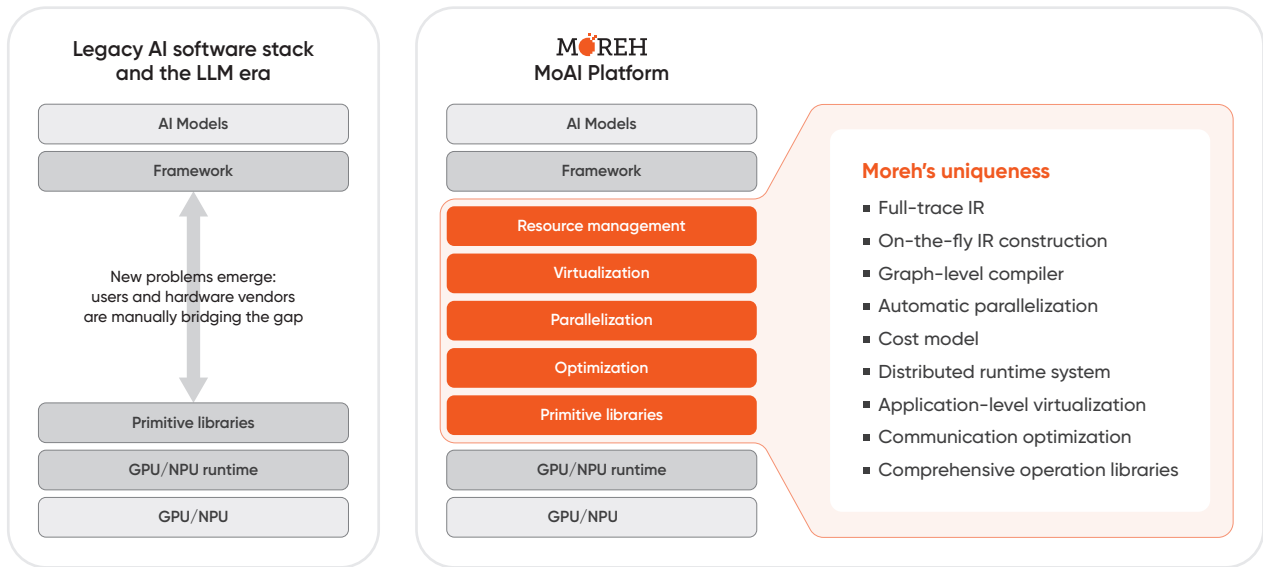 Legacy AI software stack
and the LLM era
AI Models
Framework
New problems emerge:
users and hardware vendors
are manually bridging the gap
Primitive libraries
GPU/NPU runtime
GPU/NPU
MOREH
MoAI Platform
AI Models
Framework
Resource management
Virtualization
Parallelization
Optimization
Primitive libraries
GPU/NPU runtime
GPU/NPU
Moreh's uniqueness
▪ Full-trace IR
▪ On-the-fly IR construction
▪ Graph-level compiler
▪ Automatic parallelization
▪ Cost model
▪ Distributed runtime system
▪ Application-level virtualization
▪ Communication optimization
▪ Comprehensive operation libraries